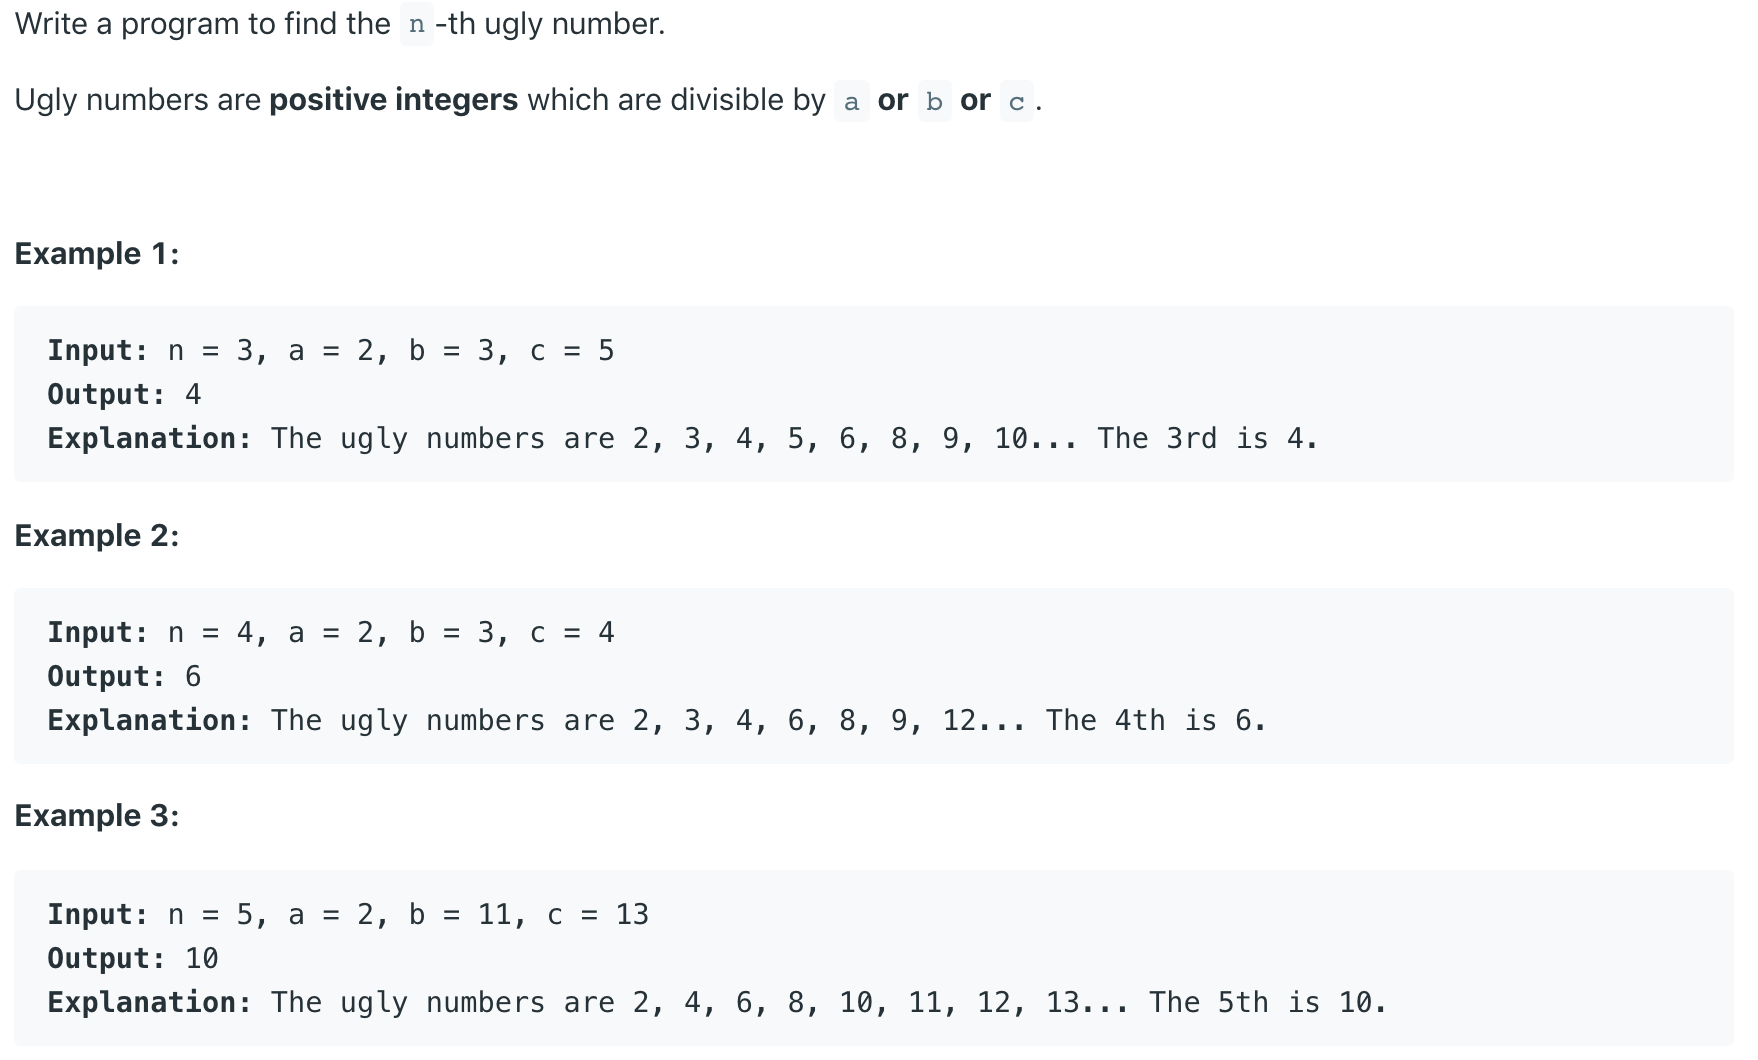 Write a program to find the n -th ugly number.
Ugly numbers are positive integers which are divisible by a or b or c .
Example 1:
Input: n = 3, a = 2, b = 3, c = 5
Output: 4
Explanation: The ugly numbers are 2, 3, 4, 5, 6, 8, 9, 10... The 3rd is 4.
Example 2:
Input: n = 4, a = 2, b = 3, c = 4
Output: 6
Explanation: The ugly numbers are 2, 3, 4, 6, 8, 9, 12... The 4th is 6.
Example 3:
Input: n = 5, a = 2, b = 11, c = 13
Output: 10
Explanation: The ugly numbers are 2, 4, 6, 8, 10, 11, 12, 13... The 5th is 10.